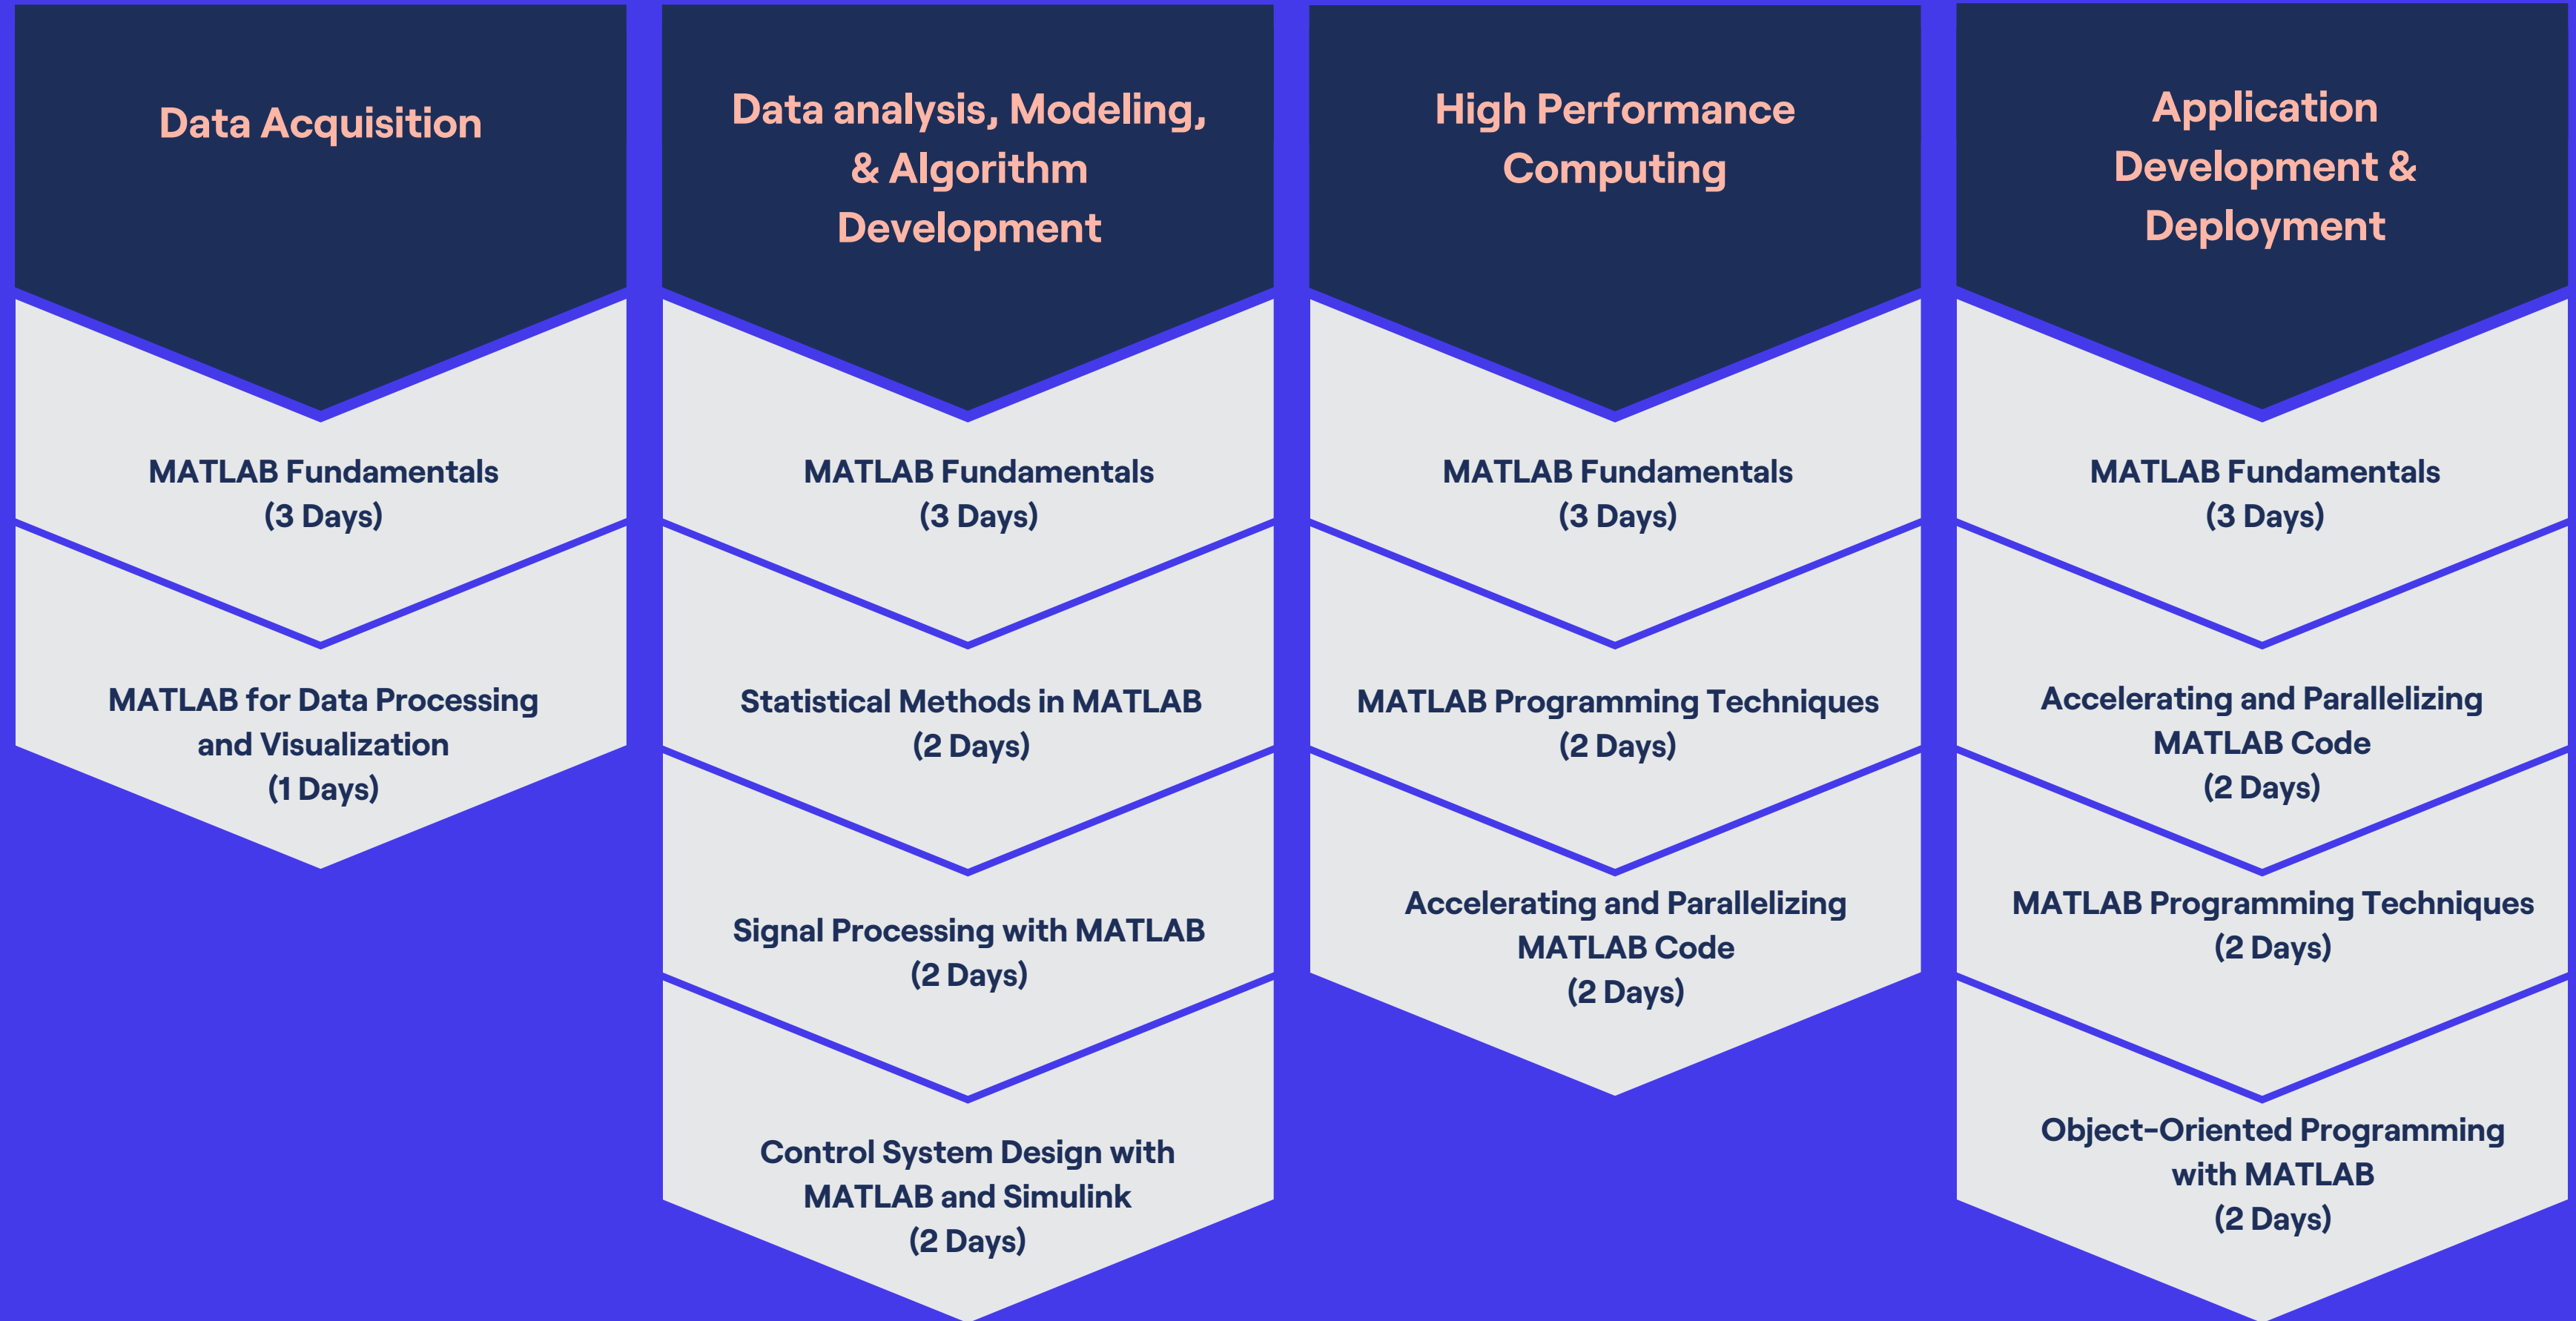 Data Acquisition
MATLAB Fundamentals
(3 Days)
MATLAB for Data Processing
and Visualization
(1 Days)
Data analysis, Modeling,
& Algorithm
Development
MATLAB Fundamentals
(3 Days)
Statistical Methods in MATLAB
(2 Days)
Signal Processing with MATLAB
(2 Days)
Control System Design with
MATLAB and Simulink
(2 Days)
High Performance
Computing
MATLAB Fundamentals
(3 Days)
MATLAB Programming Techniques
(2 Days)
Accelerating and Parallelizing
MATLAB Code
(2 Days)
Application
Development &
Deployment
MATLAB Fundamentals
(3 Days)
Accelerating and Parallelizing
MATLAB Code
(2 Days)
MATLAB Programming Techniques
(2 Days)
Object-Oriented Programming
with MATLAB
(2 Days)